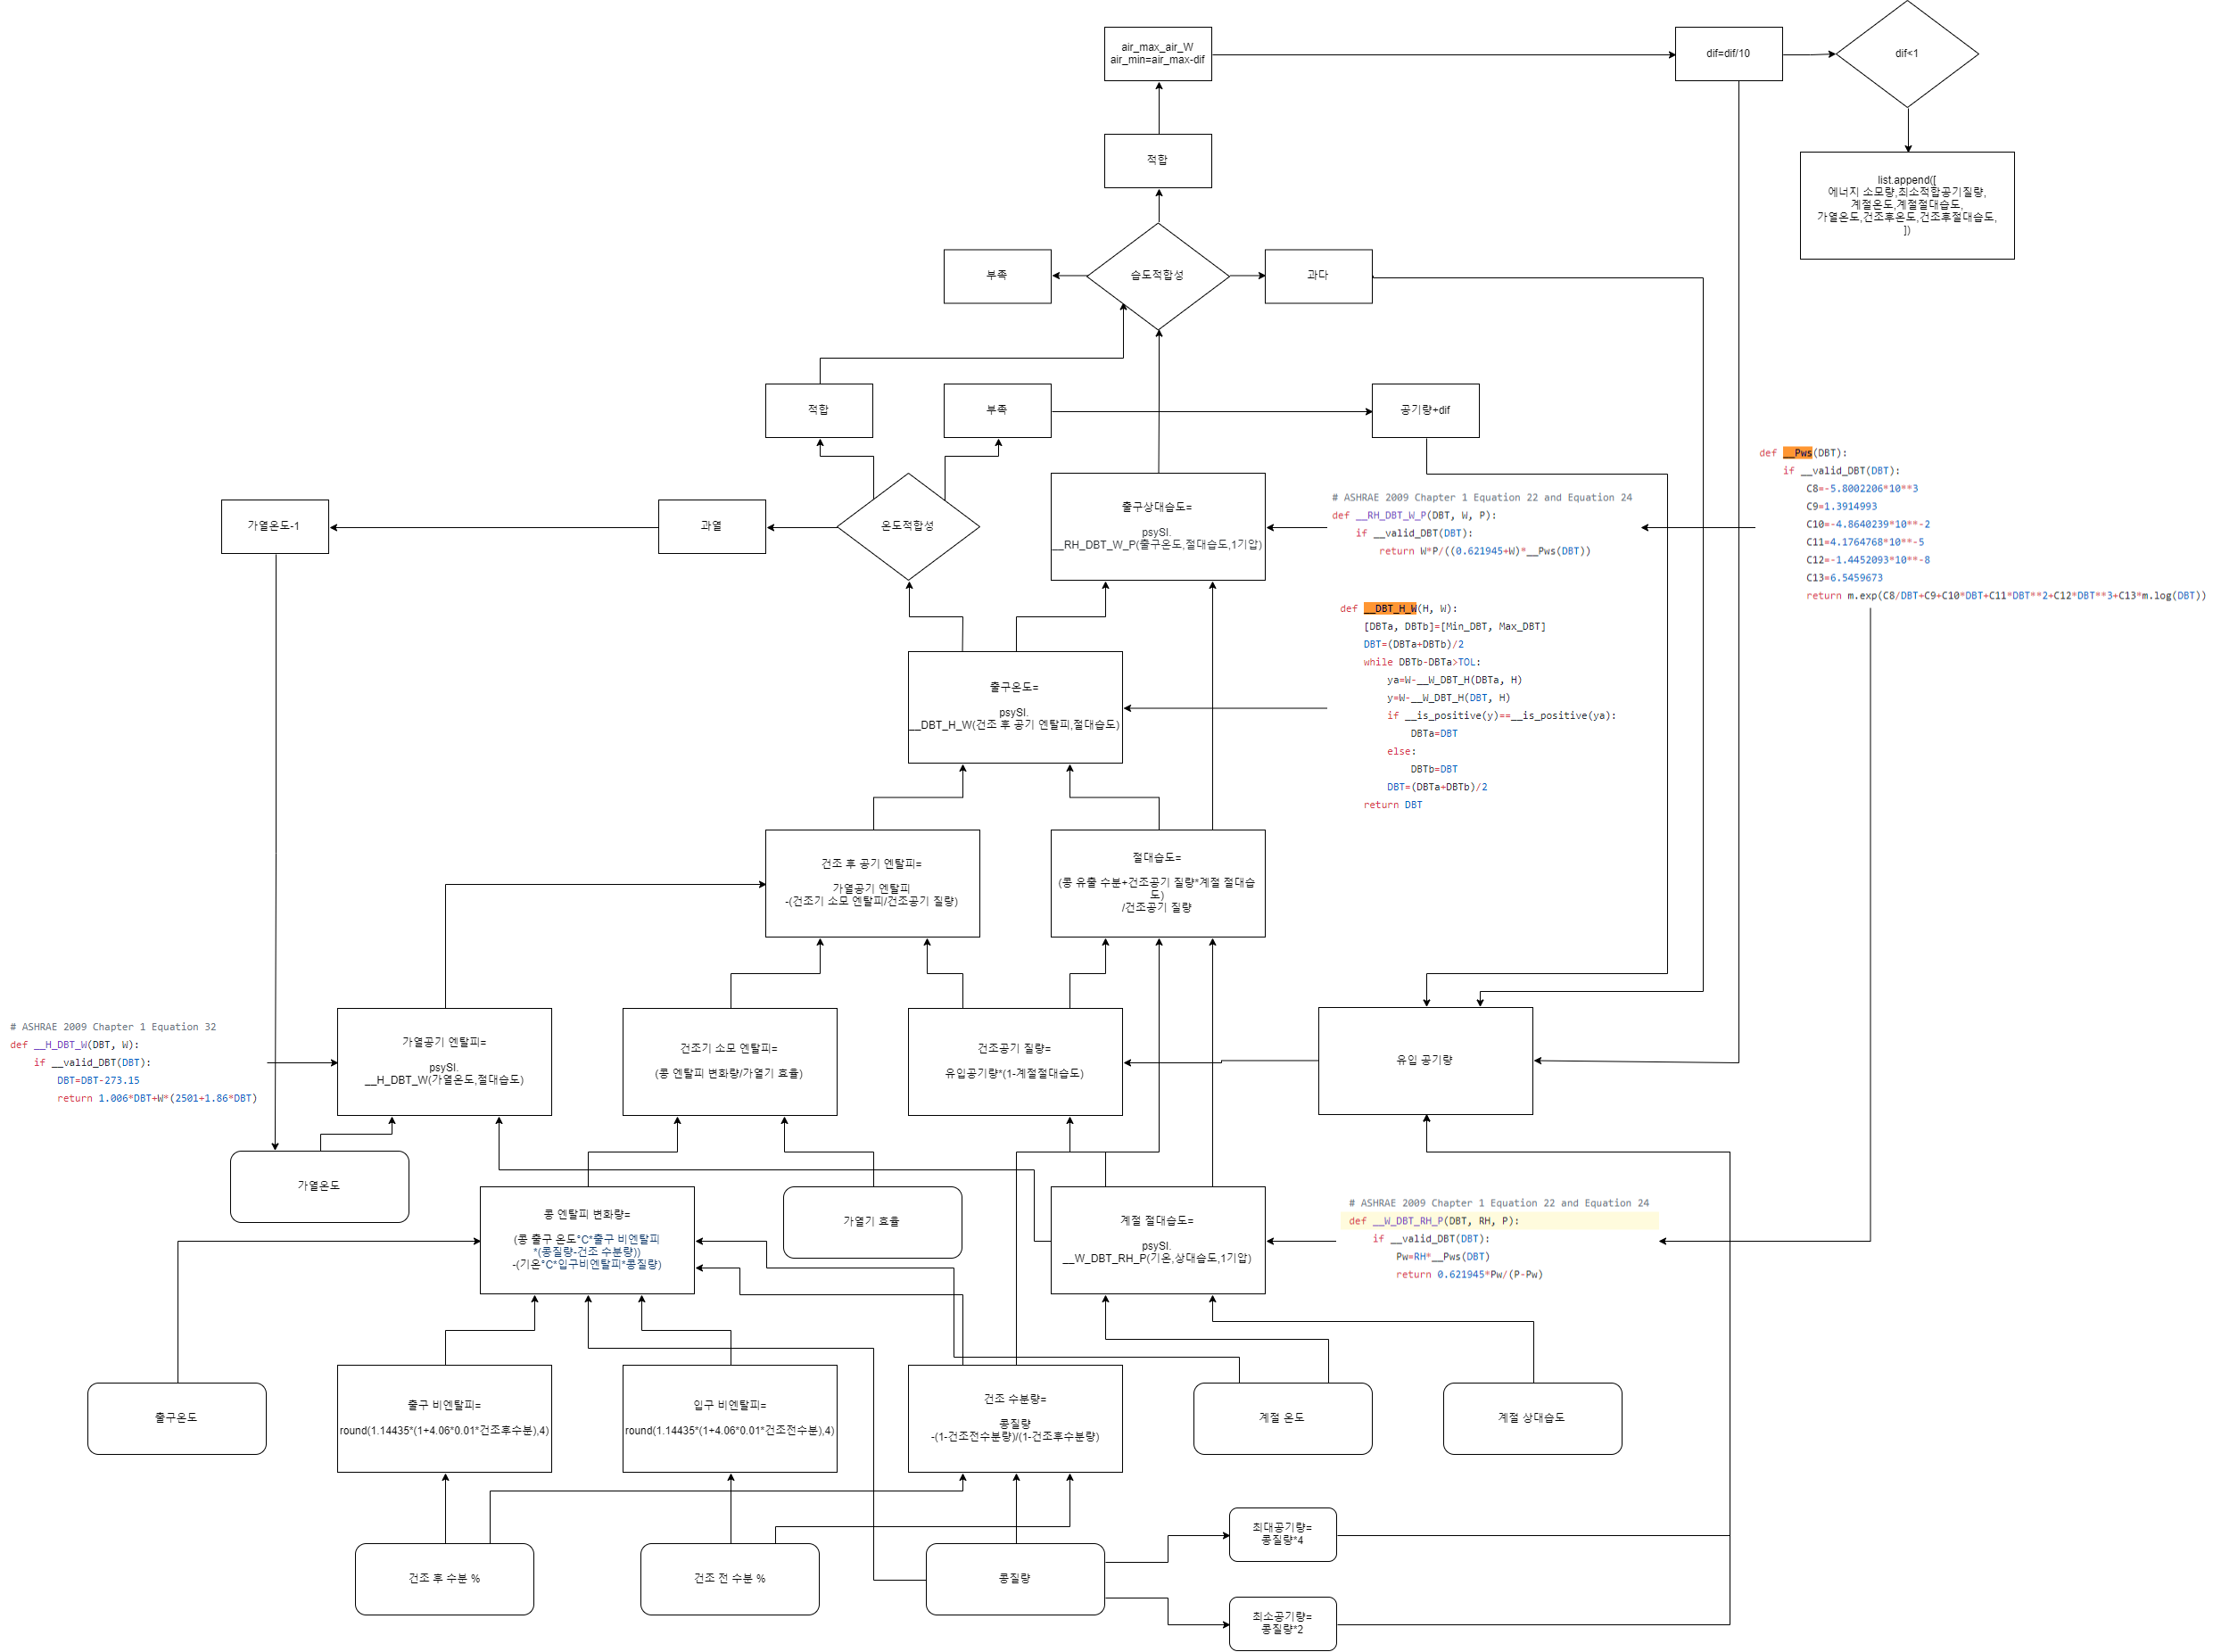 air_max_air_W
air_min=air_max-dif
dif=dif/10
dif<1
적합
list.append([
에너지 소모량,최소적합공기질량,
계절온도,계절절대습도,
가열온도,건조후온도,건조후절대습도,
])
부족
습도적합성
과다
적합
부족
공기량+dif
def __Pws(DBT):
if __valid_DBT(DBT):
C8=-5.8002206*10**3
C9=1.3914993
C10=-4.8640239*10**-2
C11=4.1764768*10**-5
C12=-1.4452093*10**-8
C13=6.5459673
return m.exp(C8/DBT+C9+C10*DBT+C11*DBT**2+C12*DBT**3+C13*m.log(DBT))
가열온도-1
과열
온도적합성
출구상대습도=
psySI.
__RH_DBT_W_P(출구온도,절대습도,1기압)
# ASHRAE 2009 Chapter 1 Equation 22 and Equation 24
def __RH_DBT_W_P(DBT, W, P):
if __valid_DBT(DBT):
return W*P/((0.621945+W)*__Pws(DBT))
def __DBT_H_W(H, W):
[DBTa, DBTb]=[Min_DBT, Max_DBT]
DBT=(DBTa+DBTb)/2
while DBTb-DBTa>TOL:
ya=W-__W_DBT_H(DBTa, H)
y=W-__W_DBT_H(DBT, H)
if __is_positive(y)==__is_positive(ya):
DBTa=DBT
else:
DBTb=DBT
DBT=(DBTa+DBTb)/2
return DBT
출구온도=
psySI.
__DBT_H_W(건조 후 공기 엔탈피,절대습도)
건조 후 공기 엔탈피=
가열공기 엔탈피
-(건조기 소모 엔탈피/건조공기 질량)
절대습도=
(콩 유출 수분+건조공기 질량*계절 절대습
도)
/건조공기 질량
# ASHRAE 2009 Chapter 1 Equation 32
def __H_DBT_W(DBT, W):
if __valid_DBT(DBT):
DBT=DBT-273.15
return 1.006*DBT+W*(2501+1.86*DBT)
가열공기 엔탈피=
psySI.
__H_DBT_W(가열온도,절대습도)
건조기 소모 엔탈피=
(콩 엔탈피 변화량/가열기 효율)
건조공기 질량=
유입공기량*(1-계절절대습도)
유입 공기량
가열온도
콩 엔탈피 변화량=
(콩 출구 온도°C*출구 비엔탈피
*(콩질량-건조 수분량))
-(기온°C*입구비엔탈피*콩질량)
가열기 효율
계절 절대습도=
psySI.
__W_DBT_RH_P(기온,상대습도,1기압)
# ASHRAE 2009 Chapter 1 Equation 22 and Equation 24
def __W_DBT_RH_P(DBT, RH, P):
if __valid_DBT(DBT):
Pw=RH*__Pws(DBT)
return 0.621945*Pw/(P-Pw)
출구온도
출구 비엔탈피=
round(1.14435*(1+4.06*0.01*건조후수분),4)
입구 비엔탈피=
round(1.14435*(1+4.06*0.01*건조전수분),4)
건조 수분량=
콩질량
-(1-건조전수분량)/(1-건조후수분량)
계절 온도
계절 상대습도
건조 후 수분 %
건조 전 수분 %
콩질량
최대공기량=
콩질량*4
최소공기량=
콩질량*2